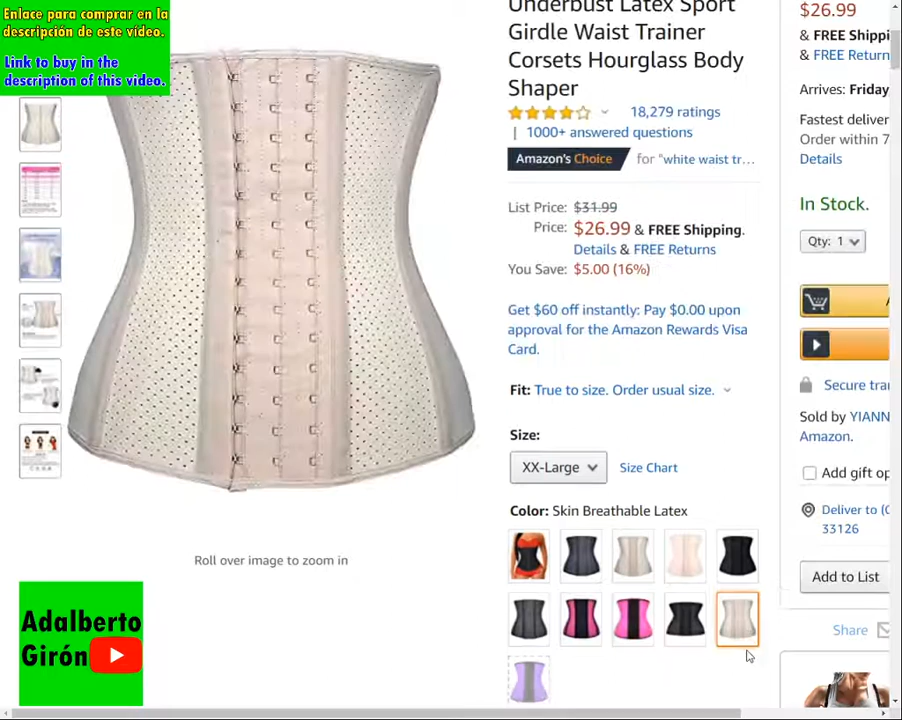 Enlace para comprar en la
descripción de este vídeo.
Link to buy in the
description of this video.
Underbust Latex Sport
Girdle Waist Trainer
Corsets Hourglass Body
Shaper
18,279 ratings
| 1000+ answered questions
Amazon's Choice for "white waist tr...
List Price: $31.99
Price: $26.99 & FREE Shipping.
Details & FREE Returns
You Save: $5.00 (16%)
Get $60 off instantly: Pay $0.00 upon
approval for the Amazon Rewards Visa
Card.
Fit: True to size. Order usual size.
Size:
XX-Large Size Chart
Color: Skin Breathable Latex
Roll over image to zoom in
Adalberto
Girón
$26.99
& FREE Shippi
& FREE Return
Arrives: Friday
Fastest deliver
Order within 7
Details
In Stock.
Qty: 1
Secure tra
Sold by YIANN
Amazon.
Add gift op
Deliver to (
33126
Add to List
Share